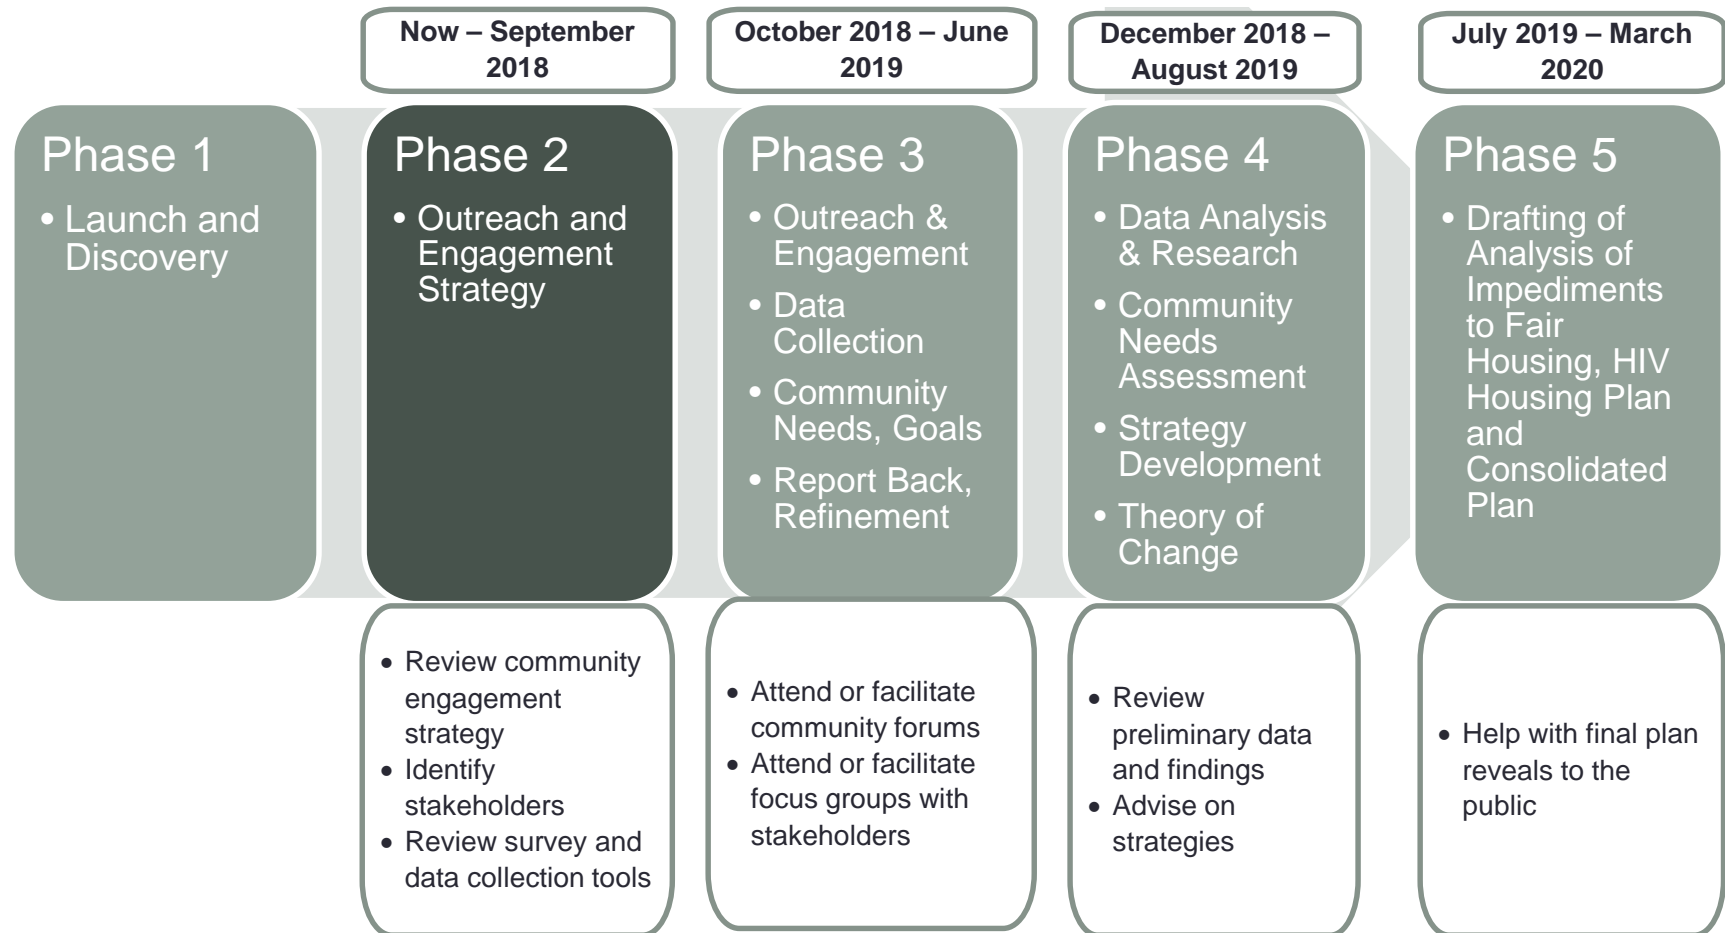 Now – September
2018
October 2018 – June
2019
December 2018 –
August 2019
July 2019 – March
2020
Phase 1
• Launch and
Discovery
Phase 2
• Outreach and
Engagement
Strategy
Phase 3
• Outreach &
Engagement
• Data
Collection
• Community
Needs, Goals
• Report Back,
Refinement
Phase 4
• Data Analysis
& Research
• Community
Needs
Assessment
• Strategy
Development
• Theory of
Change
Phase 5
• Drafting of
Analysis of
Impediments
to Fair
Housing, HIV
Housing Plan
and
Consolidated
Plan
• Review community
engagement
strategy
• Identify
stakeholders
• Review survey and
data collection tools
• Attend or facilitate
community forums
• Attend or facilitate
focus groups with
stakeholders
• Review
preliminary data
and findings
• Advise on
strategies
• Help with final plan
reveals to the
public